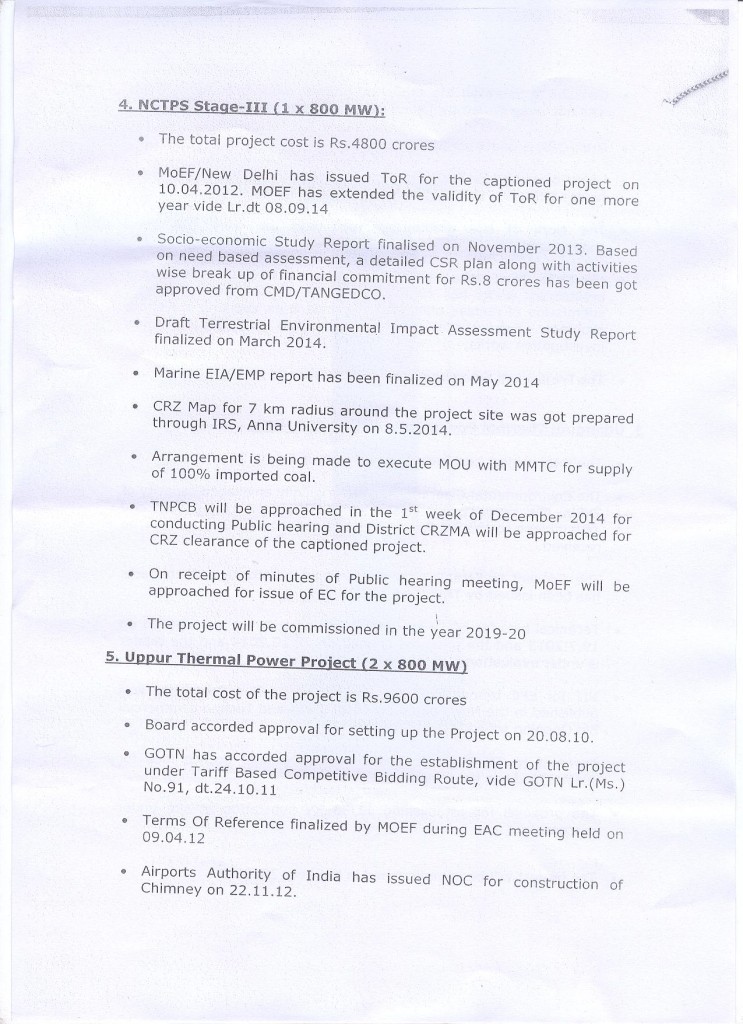 4. NCTPS Stage-III (1 x 800 MW):
• The total project cost is Rs.4800 crores
• MoEF/New Delhi has issued ToR for the captioned project on
10.04.2012. MOEF has extended the validity of ToR for one more
year vide Lr.dt 08.09.14
• Socio-economic Study Report finalised on November 2013. Based
on need based assessment, a detailed CSR plan along with activities
wise break up of financial commitment for Rs.8 crores has been got
approved from CMD/TANGEDCO.
• Draft Terrestrial Environmental Impact Assessment Study Report
finalized on March 2014.
• Marine EIA/EMP report has been finalized on May 2014
• CRZ Map for 7 km radius around the project site was got prepared
through IRS, Anna University on 8.5.2014.
• Arrangement is being made to execute MOU with MMTC for supply
of 100% imported coal.
• TNPCB will be approached in the 1st week of December 2014 for
conducting Public hearing and District CRZMA will be approached for
CRZ clearance of the captioned project.
• On receipt of minutes of Public hearing meeting, MoEF will be
approached for issue of EC for the project.
• The project will be commissioned in the year 2019-20
5. Uppur Thermal Power Project (2 x 800 MW)
• The total cost of the project is Rs.9600 crores
• Board accorded approval for setting up the Project on 20.08.10.
• GOTN has accorded approval for the establishment of the project
under Tariff Based Competitive Bidding Route, vide GOTN Lr.(Ms.)
No.91, dt.24.10.11
• Terms Of Reference finalized by MOEF during EAC meeting held on
09.04.12
• Airports Authority of India has issued NOC for construction of
Chimney on 22.11.12.